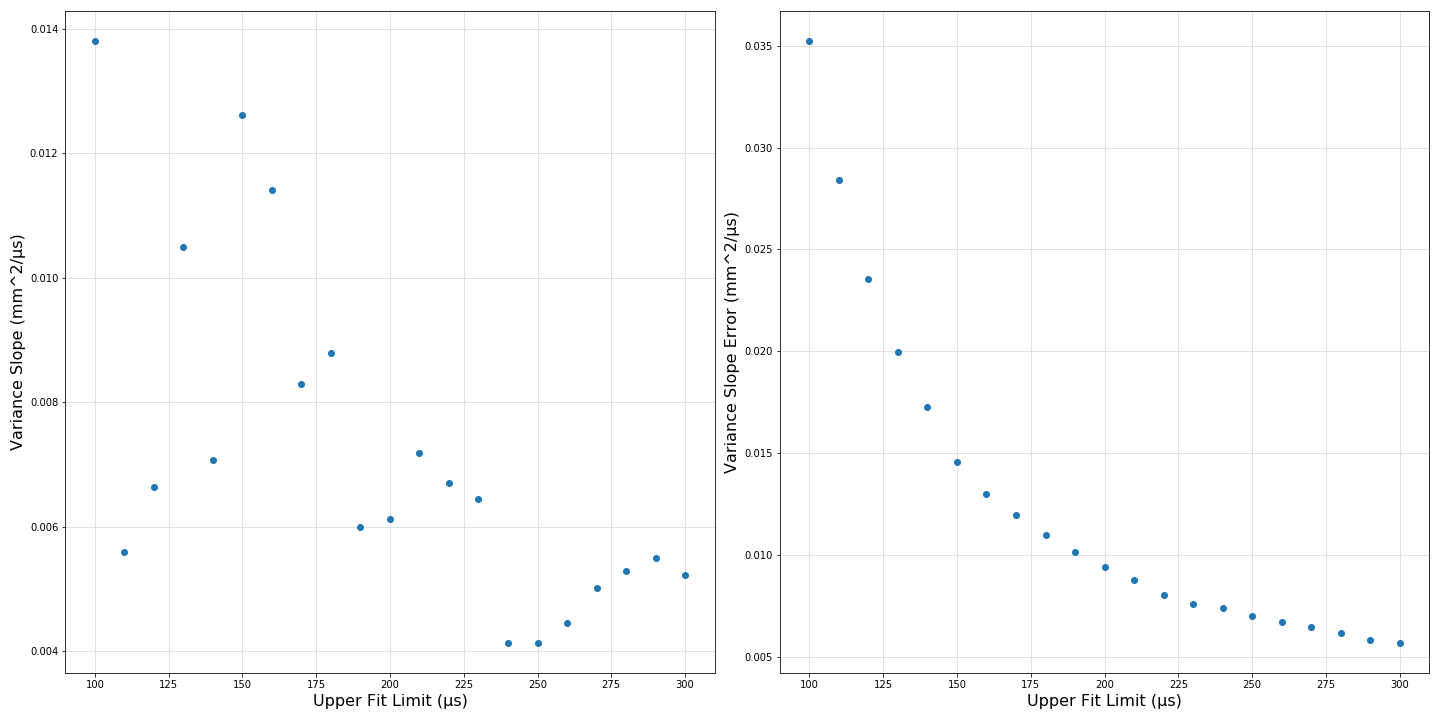 0.014
0.012
0.010
0.008
0.006
0.004
Variance Slope (mm^2/μs)
100 125 150 175 200 225 250 275 300
Upper Fit Limit (μs)
0.035
0.030
0.025
0.020
0.015
0.010
0.005
Variance Slope Error (mm^2/μs)
100 125 150 175 200 225 250 275 300
Upper Fit Limit (μs)